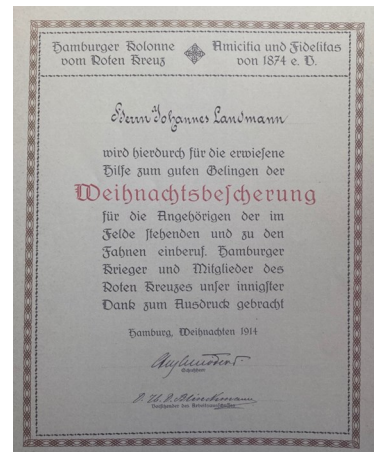 Hamburger Kolonne
vom Roten Kreuz
Amicitia und Fidelitas
von 1874 e. V.
Herrn Johannes Landmann
wird hierdurch für die erwiesene
Hilfe zum guten Gelingen der
Weihnachtsbescherung
für die Angehörigen der im
Felde stehenden und zu den
Fahnen einberuf. Hamburger
Krieger und Mitglieder des
Roten Kreuzes unser innigster
Dank zum Ausdruck gebracht
Hamburg, Weihnachten 1914
Vorsitzender des